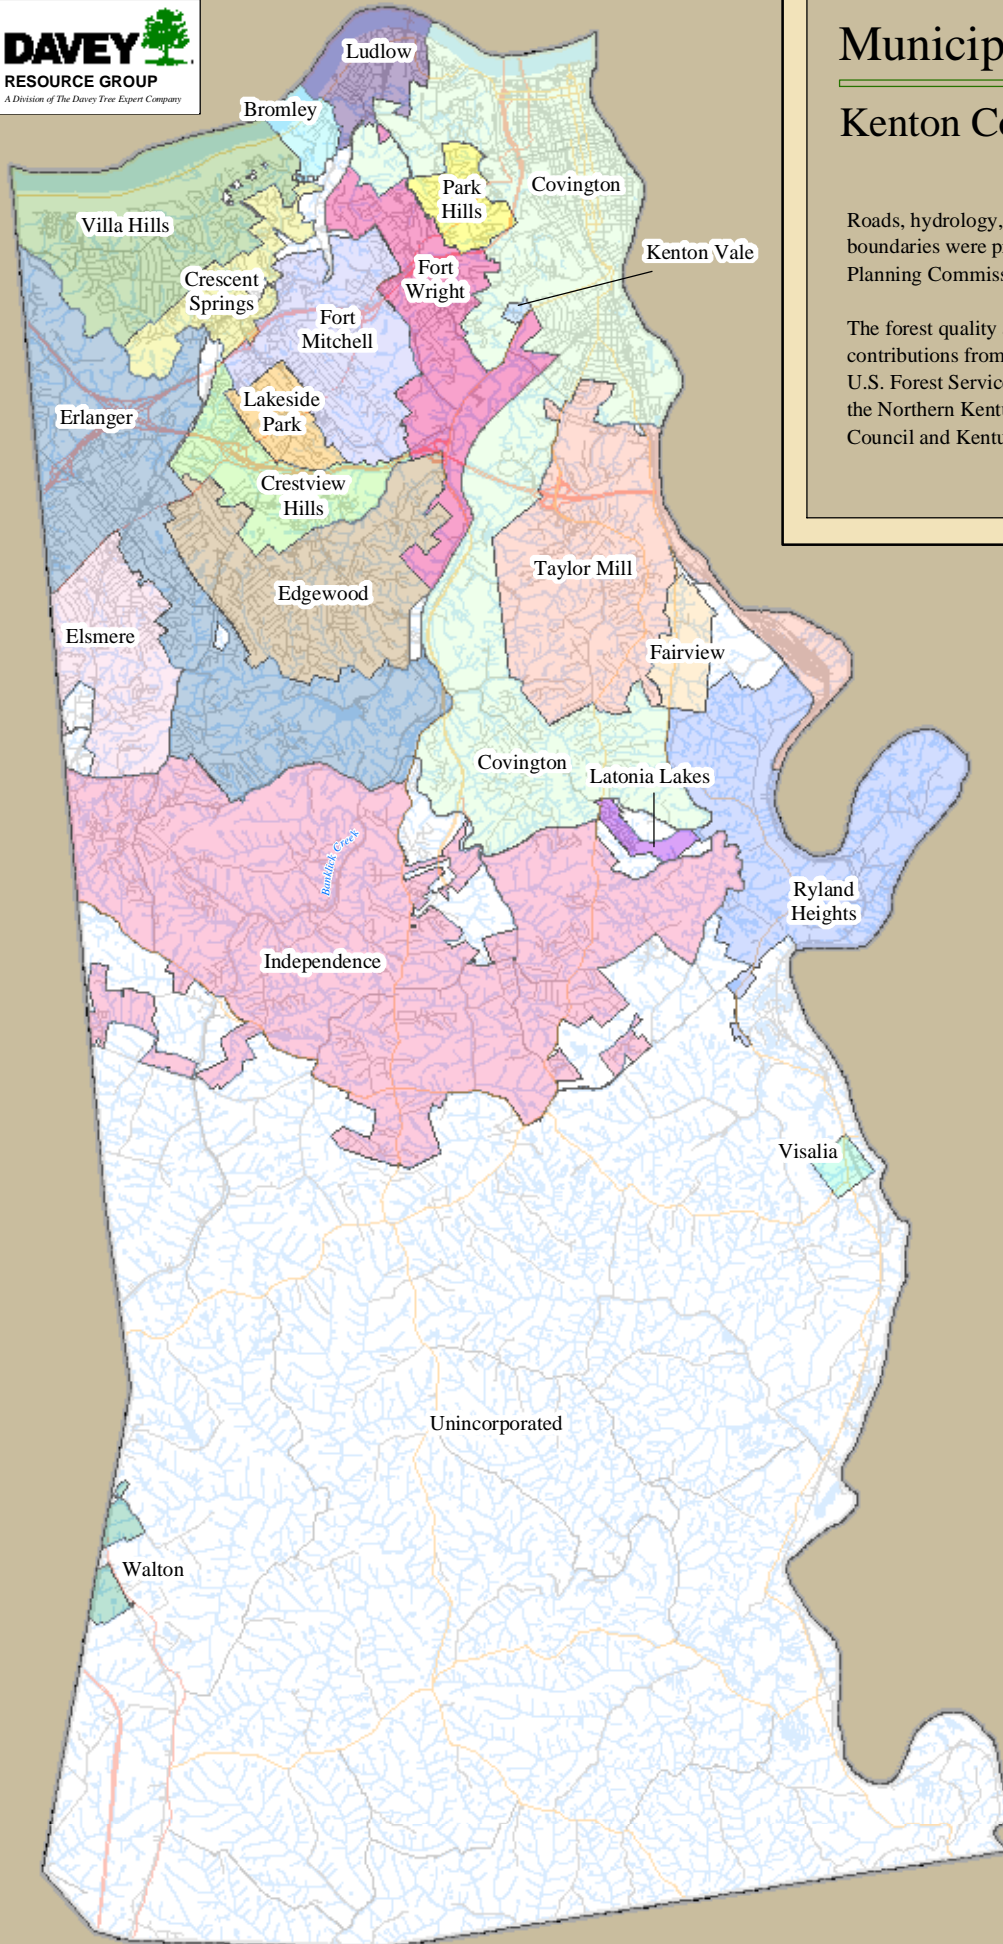 DAVEY
RESOURCE GROUP
A Division of The Davey Tree Expert Company
Municip
Kenton Co
Roads, hydrology,
boundaries were p
Planning Commiss
The forest quality
contributions from
U.S. Forest Service
the Northern Kent
Council and Kentu
Ludlow
Bromley
Park
Hills
Covington
Villa Hills
Kenton Vale
Crescent
Springs
Fort
Wright
Fort
Mitchell
Lakeside
Park
Erlanger
Crestview
Hills
Taylor Mill
Edgewood
Elsmere
Fairview
Covington
Latonia Lakes
Banklick Creek
Ryland
Heights
Independence
Visalia
Unincorporated
Walton